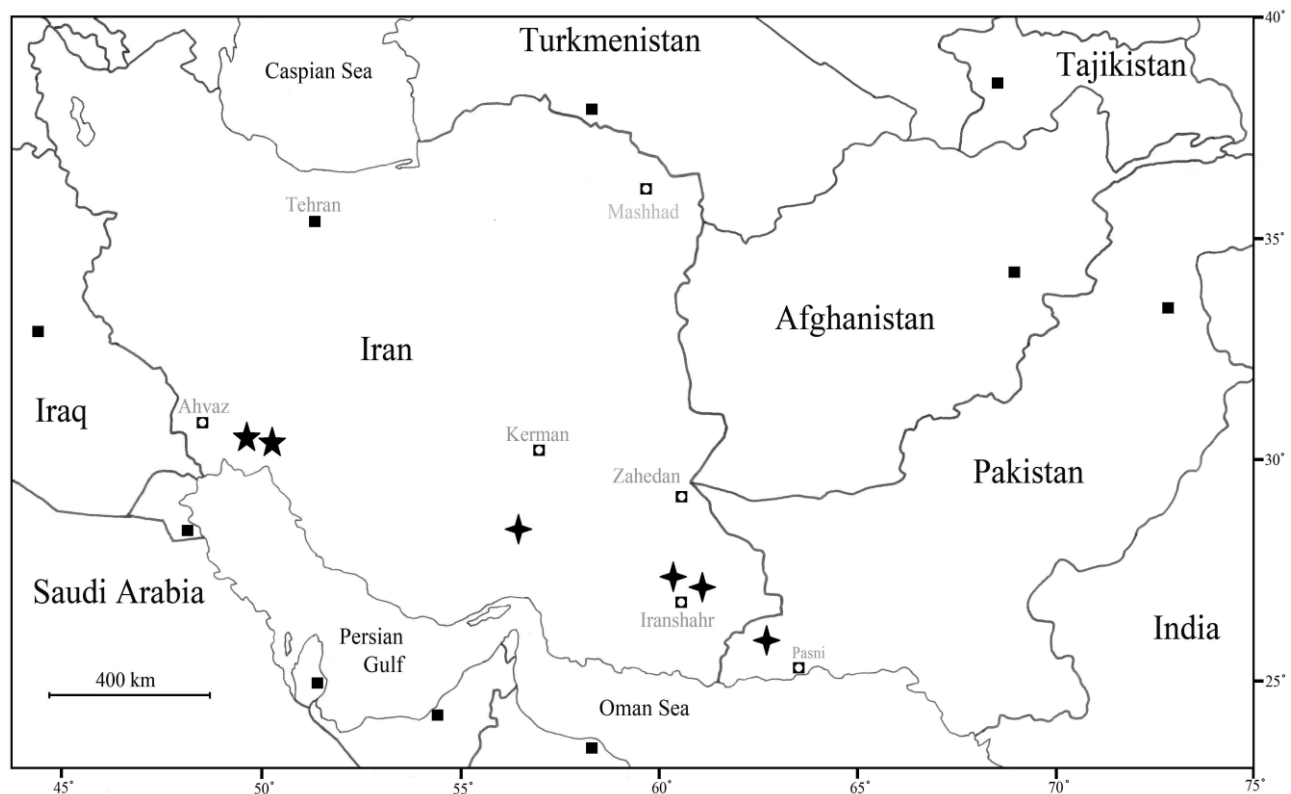 40°
Turkmenistan
Caspian Sea
Tajikistan
Tehran
Mashhad
35°
Afghanistan
Iran
Ahvaz
Iraq
Kerman
30°
Zahedan
Pakistan
Saudi Arabia
Iranshahr
India
Persian
Gulf
Pasni
400 km
25°
Oman Sea
45°
50°
55°
60°
65°
70°
75°